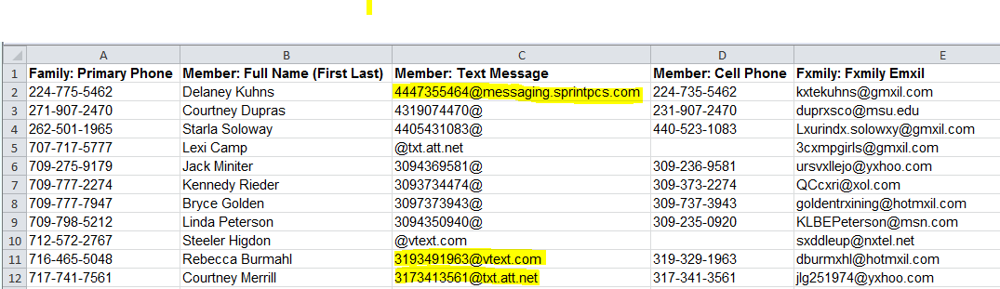 A B C D E
1 Family: Primary Phone Member: Full Name (First Last) Member: Text Message Member: Cell Phone Fxmily: Fxmily Emxil
2 224-775-5462 Delaney Kuhns 4447355464@messaging.sprintpcs.com 224-735-5462 kxtekuhns@gmxil.com
3 271-907-2470 Courtney Dupras 4319074470@ 231-907-2470 duprxsco@msu.edu
4 262-501-1965 Starla Soloway 4405431083@ 440-523-1083 Lxurindx.solowxy@gmxil.com
5 707-717-5777 Lexi Camp @txt.att.net 3cxmpgirls@gmxil.com
6 709-275-9179 Jack Miniter 3094369581@ 309-236-9581 ursvxllejo@yxhoo.com
7 709-777-2274 Kennedy Rieder 3093734474@ 309-373-2274 QCcxri@xol.com
8 709-777-7947 Bryce Golden 3097373943@ 309-737-3943 goldentrxining@hotmxil.com
9 709-798-5212 Linda Peterson 3094350940@ 309-235-0920 KLBEPeterson@msn.com
10 712-572-2767 Steeler Higdon @vtext.com sxddleup@nxtel.net
11 716-465-5048 Rebecca Burmahl 3193491963@vtext.com 319-329-1963 dburmxhl@hotmxil.com
12 717-741-7561 Courtney Merrill 3173413561@txt.att.net 317-341-3561 jlg251974@yxhoo.com